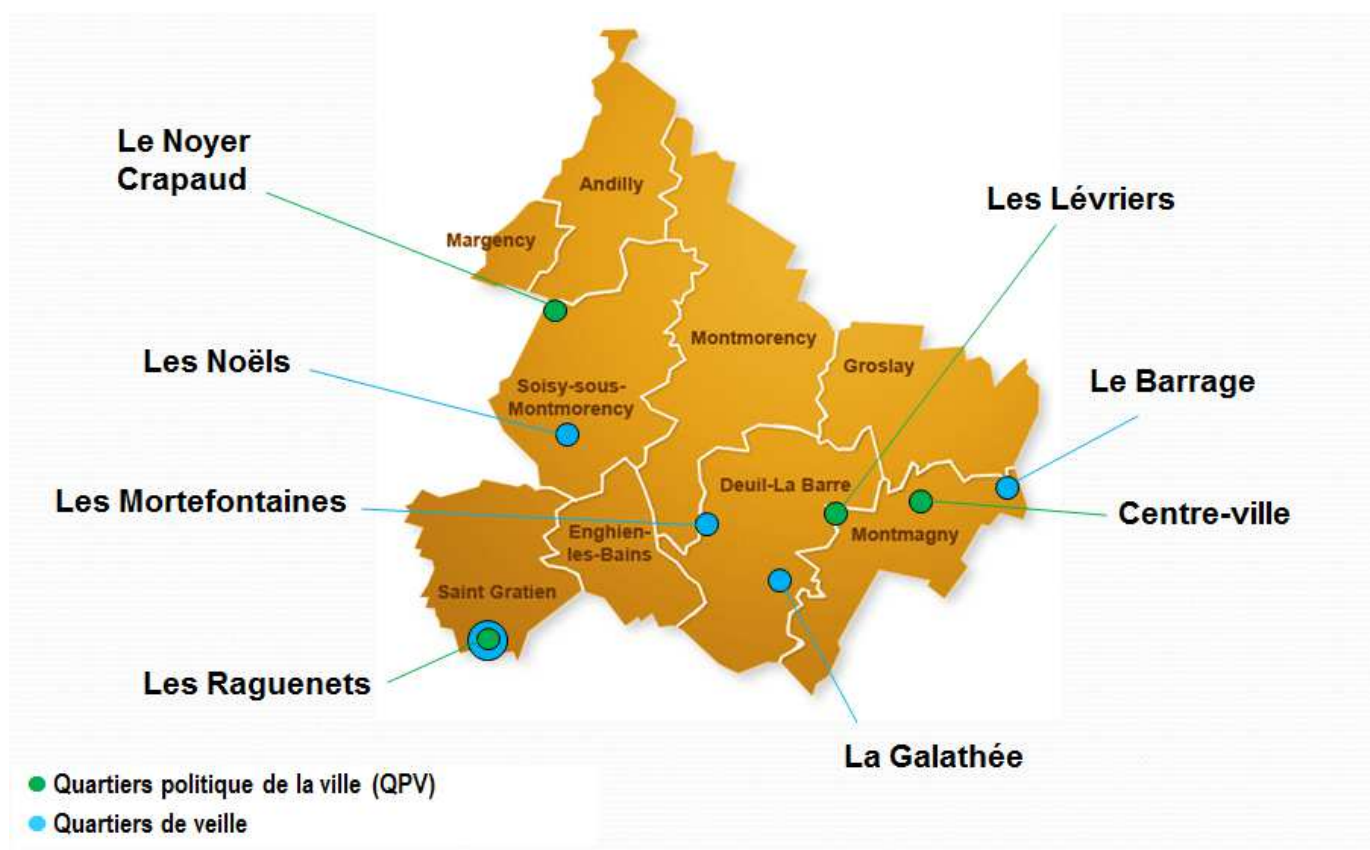 Le Noyer
Crapaud
Andilly
Les Lévriers
Margency
Les Noëls
Montmorency
Groslay
Le Barrage
Soisy-sous-
Montmorency
Les Mortefontaines
Deuil-La Barre
Centre-ville
Enghien-
les-Bains
Montmagny
Saint Gratien
Les Raguenets
La Galathée
Quartiers politique de la ville (QPV)
Quartiers de veille